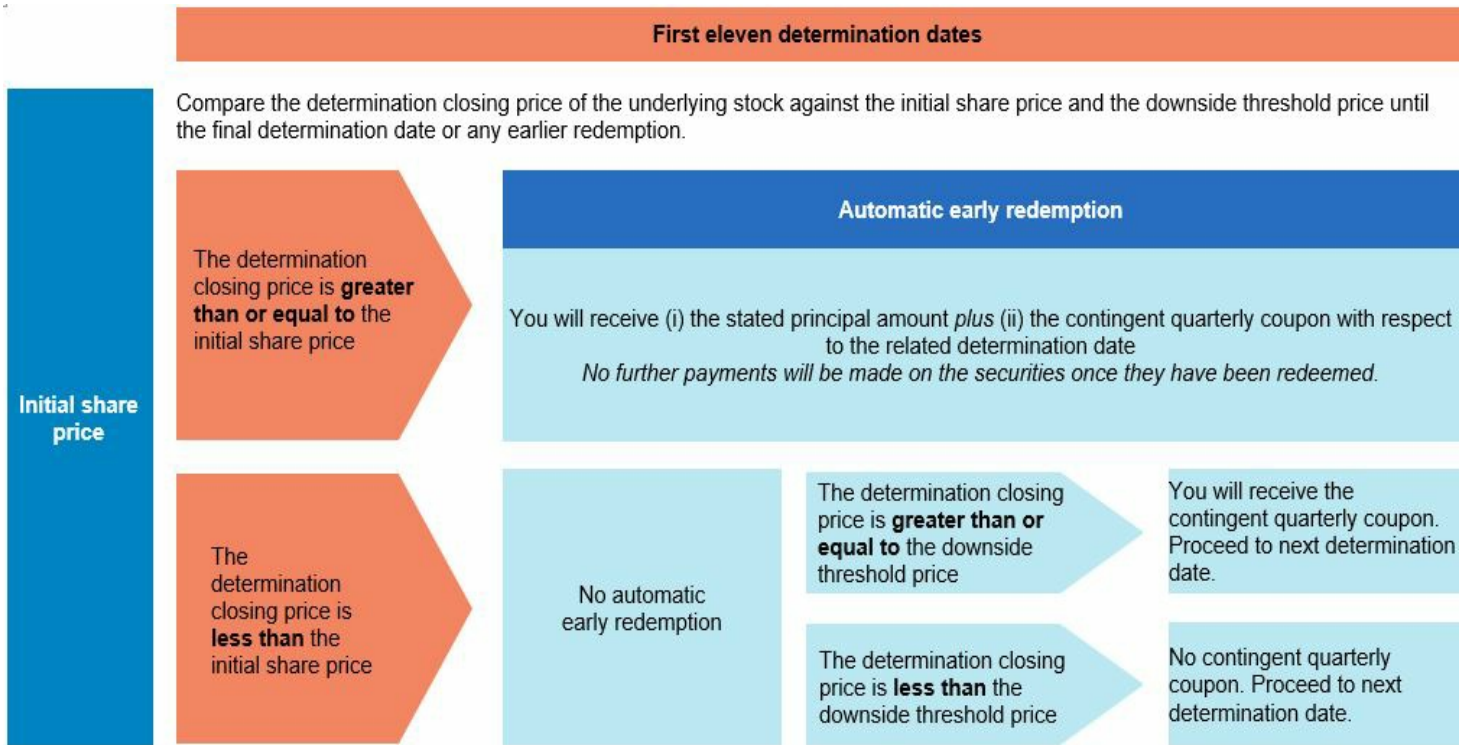 First eleven determination dates
Compare the determination closing price of the underlying stock against the initial share price and the downside threshold price until
the final determination date or any earlier redemption.
Initial share
price
The determination
closing price is greater
than or equal to the
initial share price
Automatic early redemption
You will receive (i) the stated principal amount plus (ii) the contingent quarterly coupon with respect
to the related determination date
No further payments will be made on the securities once they have been redeemed.
The
determination
closing price is
less than the
initial share price
No automatic
early redemption
The determination closing
price is greater than or
equal to the downside
threshold price
You will receive the
contingent quarterly coupon.
Proceed to next determination
date.
The determination closing
price is less than the
downside threshold price
No contingent quarterly
coupon. Proceed to next
determination date.